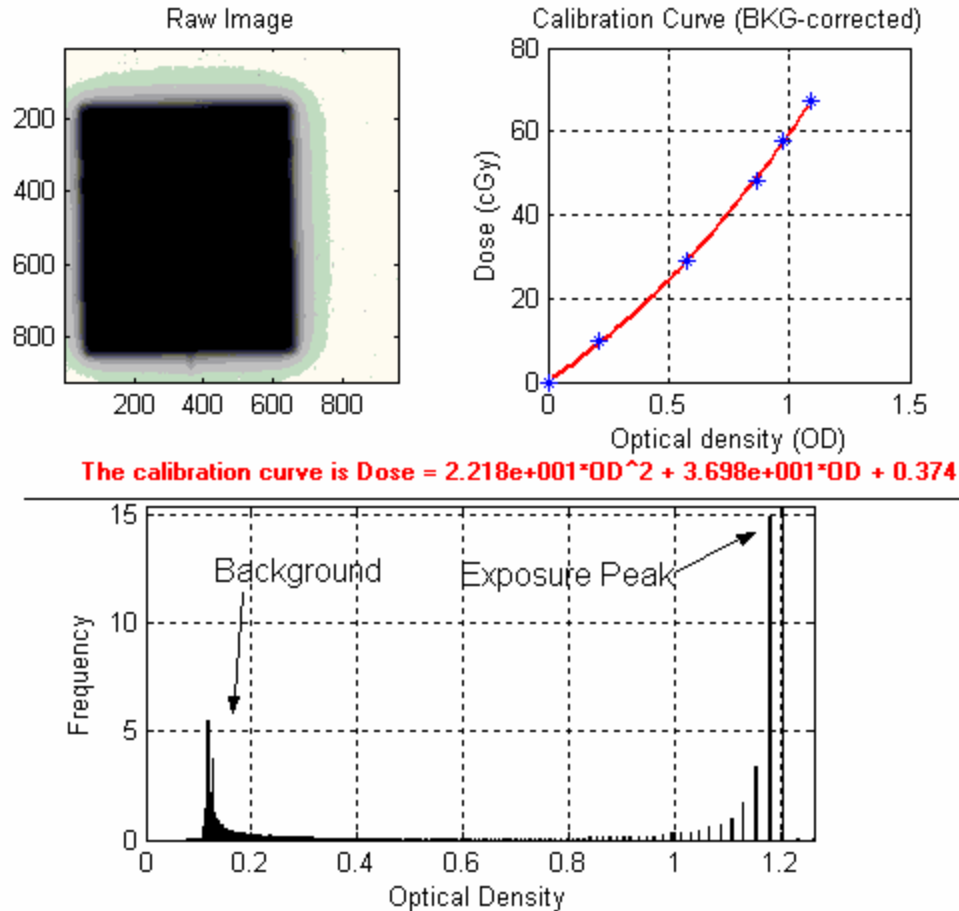 Raw Image
200
400
600
800
200 400 600 800
Calibration Curve (BKG-corrected)
80
60
40
20
0
Dose (cGy)
0 0.5 1 1.5
Optical density (OD)
The calibration curve is Dose = 2.218e+001*OD^2 + 3.698e+001*OD + 0.374
15
10
5
0
Frequency
Background
Exposure Peak
0 0.2 0.4 0.6 0.8 1 1.2
Optical Density